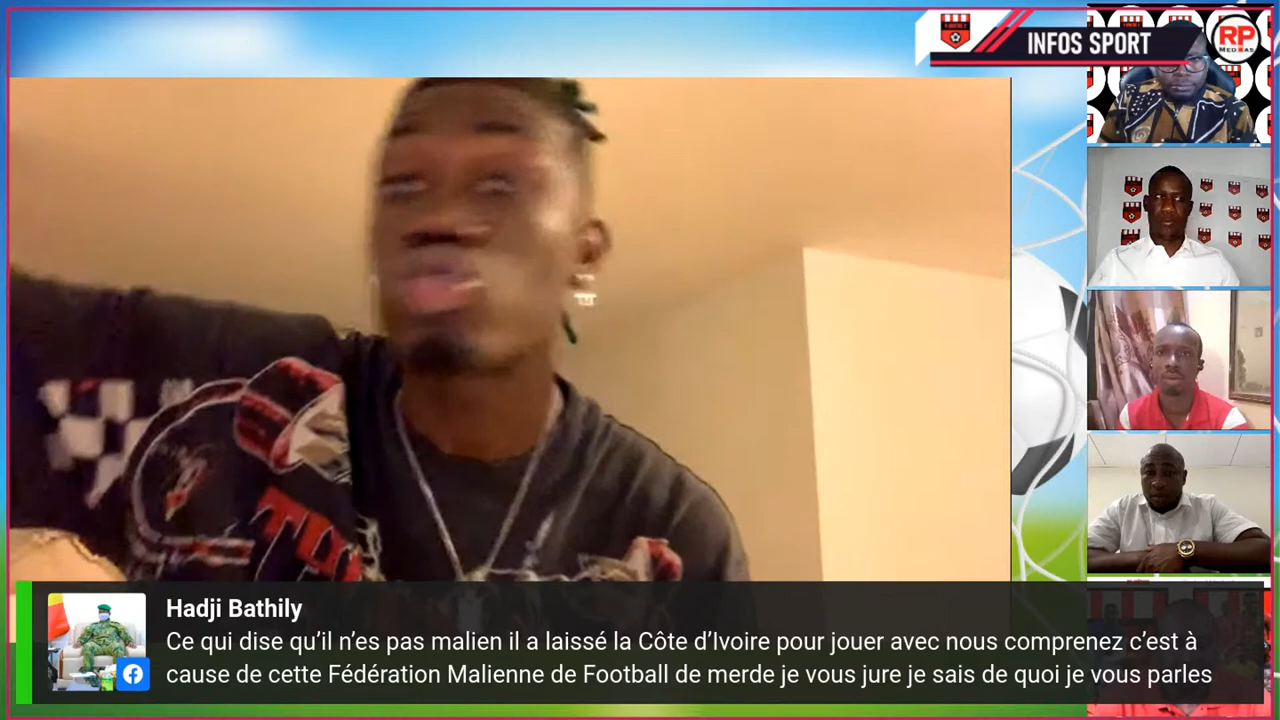 INFOS SPORT
RP
MEDIAS
Hadji Bathily
Ce qui dise qu'il n'es pas malien il a laissé la Côte d'Ivoire pour jouer avec nous comprenez c'est à
cause de cette Fédération Malienne de Football de merde je vous jure je sais de quoi je vous parles